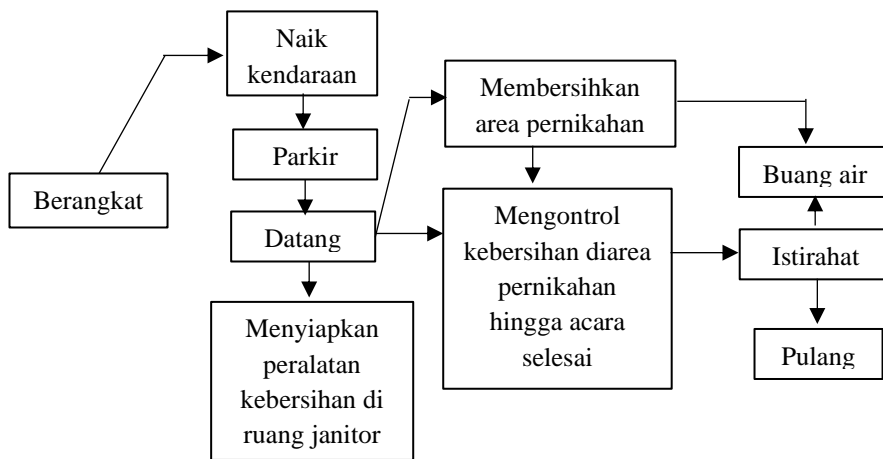 Berangkat
Naik
kendaraan
Parkir
Datang
Menyiapkan
peralatan
kebersihan di
ruang janitor
Membersihkan
area pernikahan
Mengontrol
kebersihan diarea
pernikahan
hingga acara
selesai
Buang air
Istirahat
Pulang